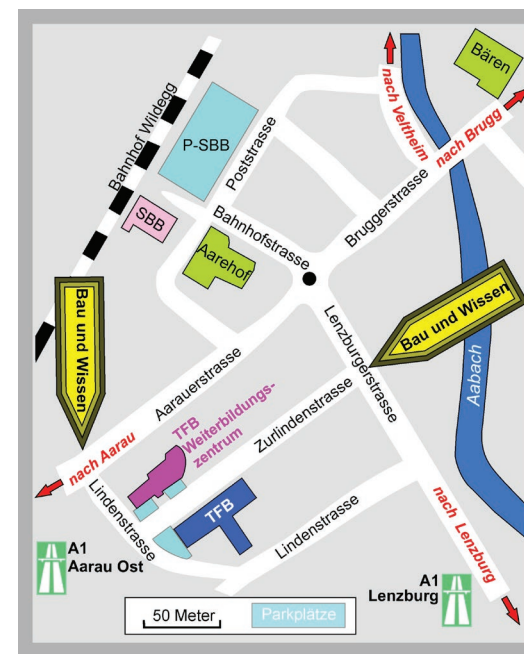 Bären
nach Veltheim
nach Brugg
Bahnhof Wildegg
P-SBB
Poststrasse
Bruggerstrasse
SBB
Bahnhofstrasse
Aarehof
Bau und Wissen
Bau und Wissen
Lenzburgerstrasse
Aabach
Aarauerstrasse
Zurlindenstrasse
TFB
Weiterbildungs-
zentrum
nach Aarau
Lindenstrasse
TFB
Lindenstrasse
nach Lenzburg
A1
Aarau Ost
A1
Lenzburg
50 Meter
Parkplätze